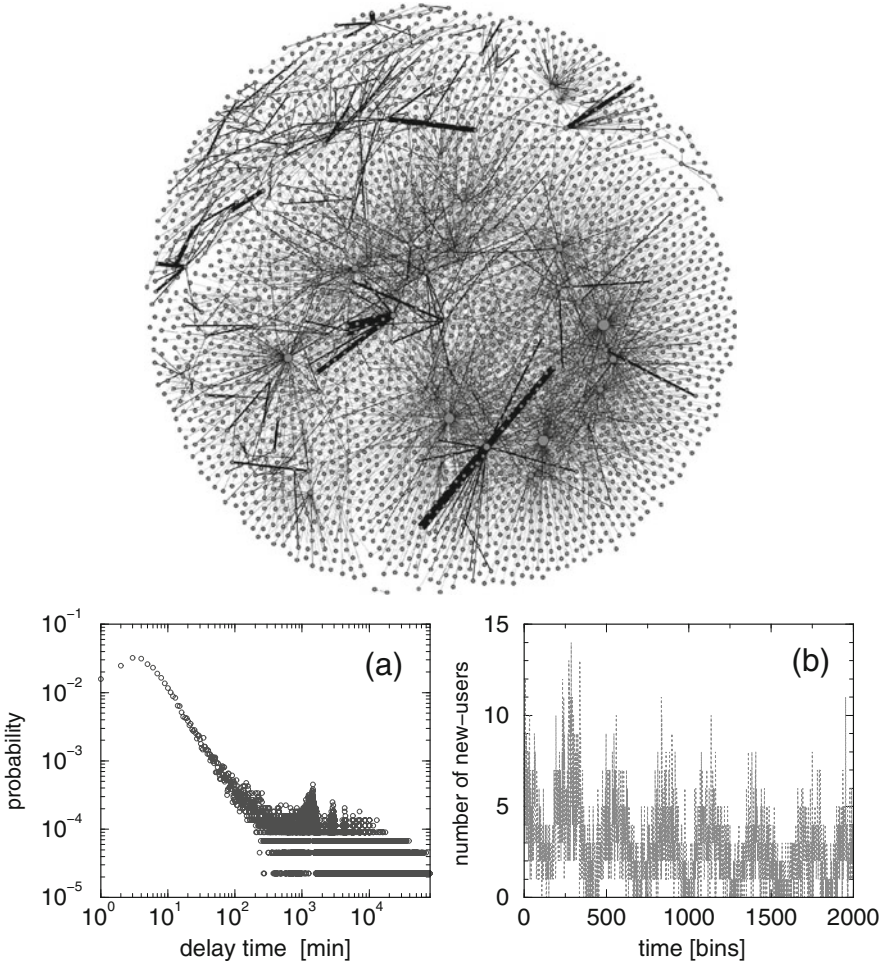 (a)
10^-1
10^-2
10^-3
10^-4
10^-5
probability
10^0 10^1 10^2 10^3 10^4
delay time [min]
(b)
15
10
5
0
number of new-users
0 500 1000 1500 2000
time [bins]